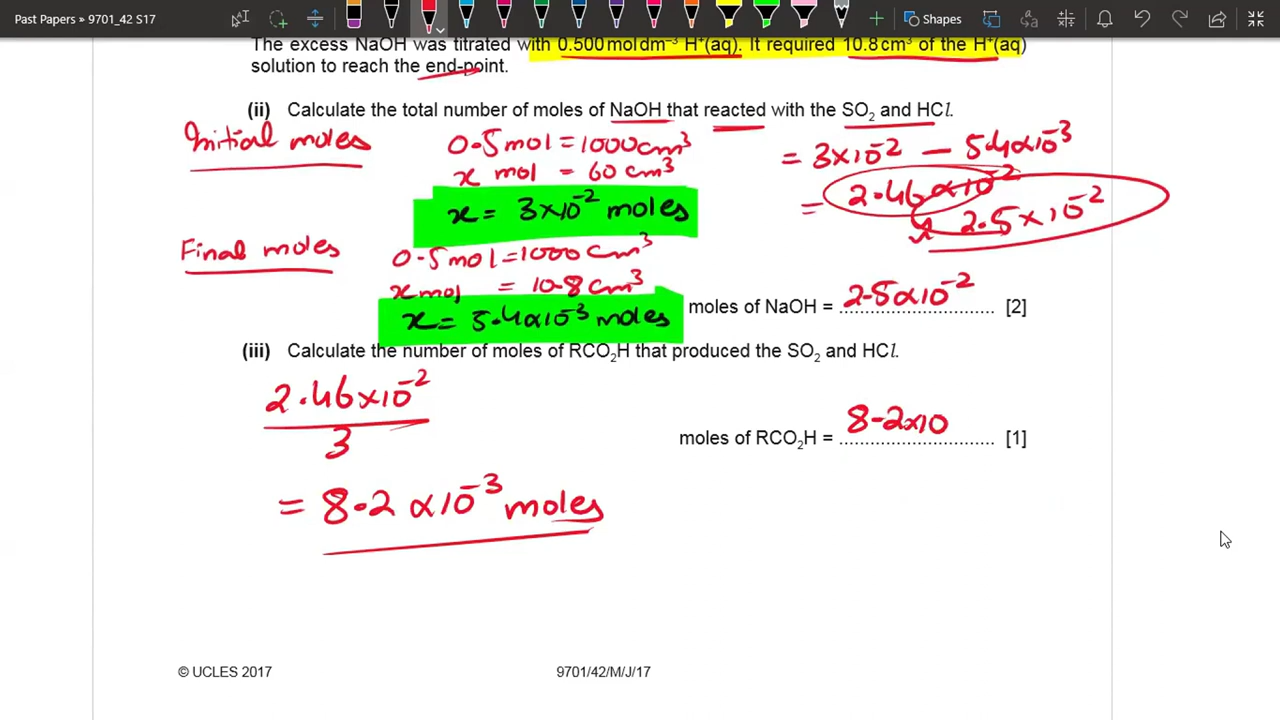 Past Papers » 9701_42 S17
Shapes
The excess NaOH was titrated with 0.500 mol dm⁻³ H⁺(aq). It required 10.8 cm³ of the H⁺(aq)
solution to reach the end-point.
(ii) Calculate the total number of moles of NaOH that reacted with the SO₂ and HCl.
Initial moles
0.5 mol = 1000 cm³
x mol = 60 cm³
x = 3×10⁻² moles
= 3×10⁻² − 5.4×10⁻³
= 2.46×10⁻²
≈ 2.5×10⁻²
Final moles
0.5 mol = 1000 cm³
x mol = 10.8 cm³
x = 5.4×10⁻³ moles
moles of NaOH = 2.5×10⁻² [2]
(iii) Calculate the number of moles of RCO₂H that produced the SO₂ and HCl.
2.46×10⁻²
3
= 8.2×10⁻³ moles
moles of RCO₂H = 8.2×10 [1]
© UCLES 2017
9701/42/M/J/17